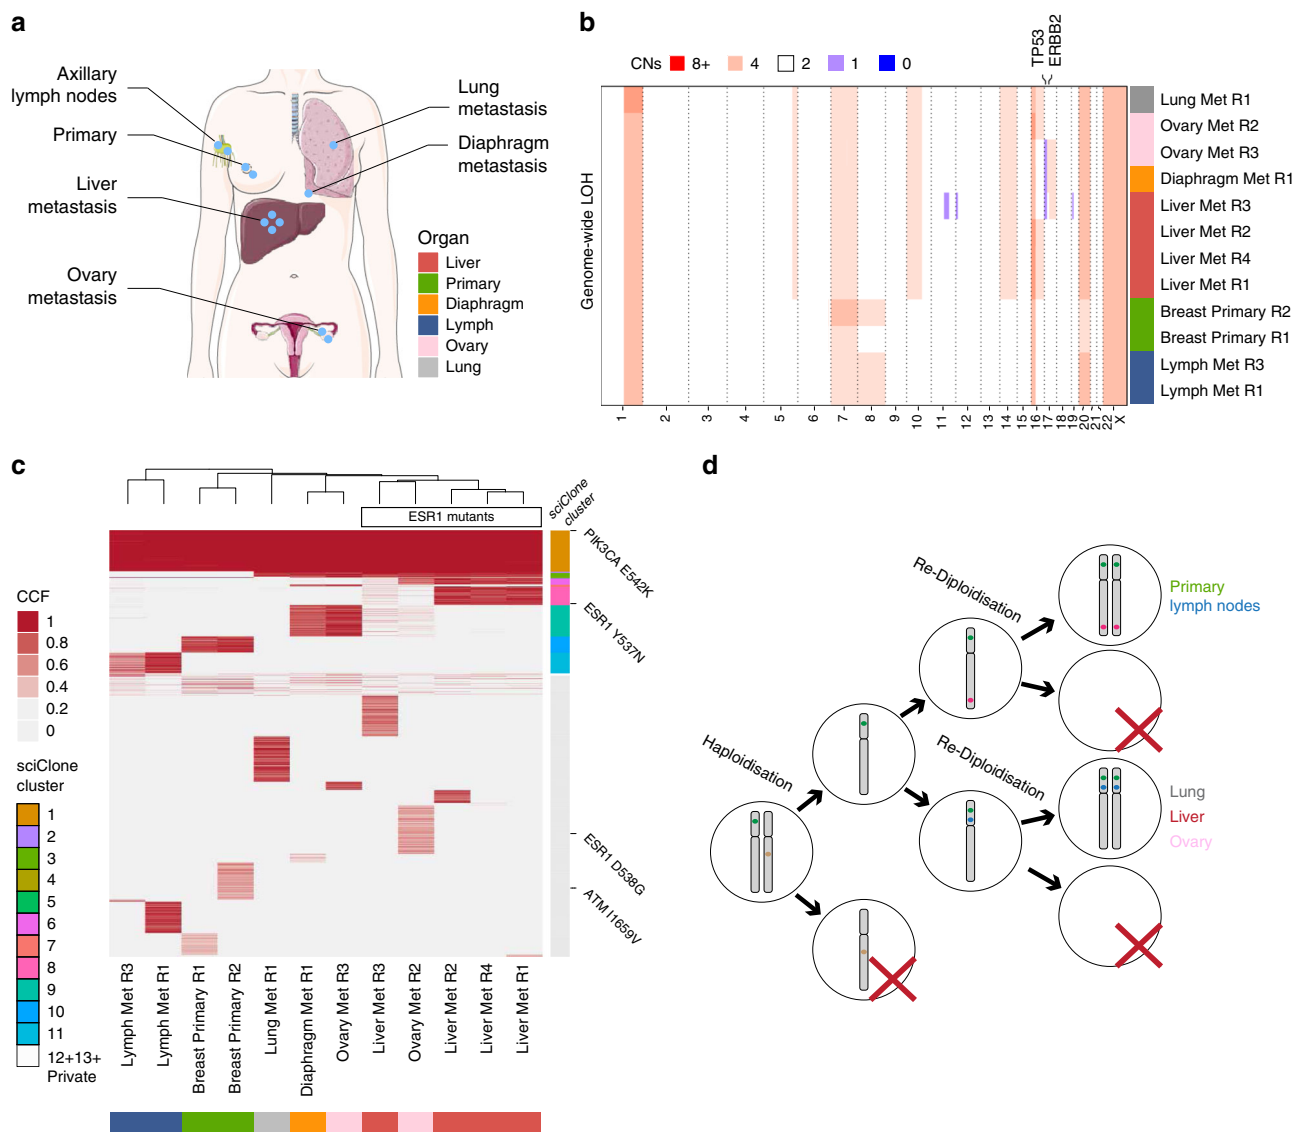 a
Axillary
lymph nodes
Primary
Liver
metastasis
Ovary
metastasis
Lung
metastasis
Diaphragm
metastasis
Organ
Liver
Primary
Diaphragm
Lymph
Ovary
Lung
b
TP53
ERBB2
CNs
8+
4
2
1
0
Genome-wide LOH
Lung Met R1
Ovary Met R2
Ovary Met R3
Diaphragm Met R1
Liver Met R3
Liver Met R2
Liver Met R4
Liver Met R1
Breast Primary R2
Breast Primary R1
Lymph Met R3
Lymph Met R1
1
2
3
4
5
6
7
8
9
10
11
12
13
14
15
16
17
18
19
20
21
22
X
c
ESR1 mutants
sciClone
cluster
PIK3CA E542K
ESR1 Y537N
ESR1 D538G
ATM I1659V
CCF
1
0.8
0.6
0.4
0.2
0
sciClone
cluster
1
2
3
4
5
6
7
8
9
10
11
12+13+
Private
Lymph Met R3
Lymph Met R1
Breast Primary R1
Breast Primary R2
Lung Met R1
Diaphragm Met R1
Ovary Met R3
Liver Met R3
Ovary Met R2
Liver Met R2
Liver Met R4
Liver Met R1
d
Haploidisation
Re-Diploidisation
Re-Diploidisation
Primary
lymph nodes
Lung
Liver
Ovary